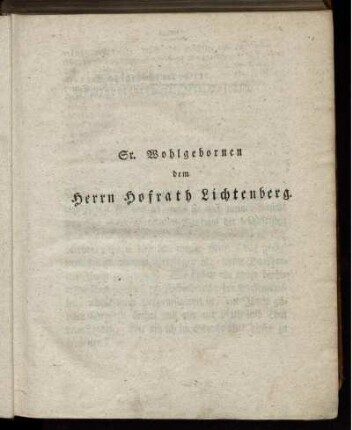 Sr. Wohlgebornen
dem
Herrn Hofrath Lichtenberg.